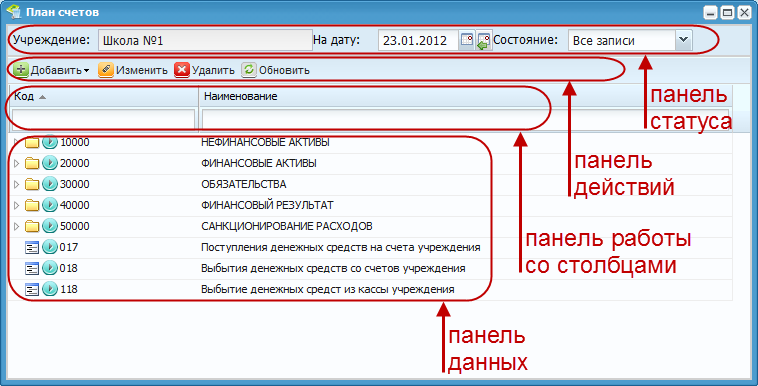 План счетов
Учреждение: Школа №1 На дату: 23.01.2012 Состояние: Все записи
Добавить Изменить Удалить Обновить
панель
статуса
Код Наименование
10000 НЕФИНАНСОВЫЕ АКТИВЫ
20000 ФИНАНСОВЫЕ АКТИВЫ
30000 ОБЯЗАТЕЛЬСТВА
40000 ФИНАНСОВЫЙ РЕЗУЛЬТАТ
50000 САНКЦИОНИРОВАНИЕ РАСХОДОВ
017 Поступления денежных средств на счета учреждения
018 Выбытия денежных средств со счетов учреждения
118 Выбытие денежных средст из кассы учреждения
панель
действий
панель работы
со столбцами
панель
данных